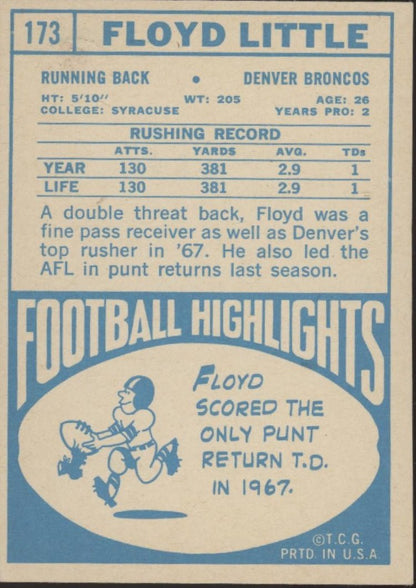 173 FLOYD LITTLE
RUNNING BACK • DENVER BRONCOS
HT: 5'10" WT: 205 AGE: 26
COLLEGE: SYRACUSE YEARS PRO: 2
RUSHING RECORD
ATTS. YARDS AVG. TDs
YEAR 130 381 2.9 1
LIFE 130 381 2.9 1
A double threat back, Floyd was a
fine pass receiver as well as Denver's
top rusher in '67. He also led the
AFL in punt returns last season.
FOOTBALL HIGHLIGHTS
FLOYD
SCORED THE
ONLY PUNT
RETURN T.D.
IN 1967.
©T.C.G.
PRTD. IN U.S.A.